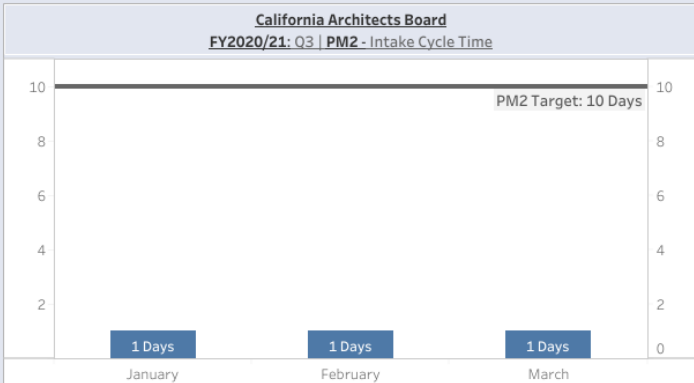 California Architects Board
FY2020/21: Q3 | PM2 - Intake Cycle Time
10
10
PM2 Target: 10 Days
8
8
6
6
4
4
2
2
1 Days
1 Days
1 Days
0
January
February
March